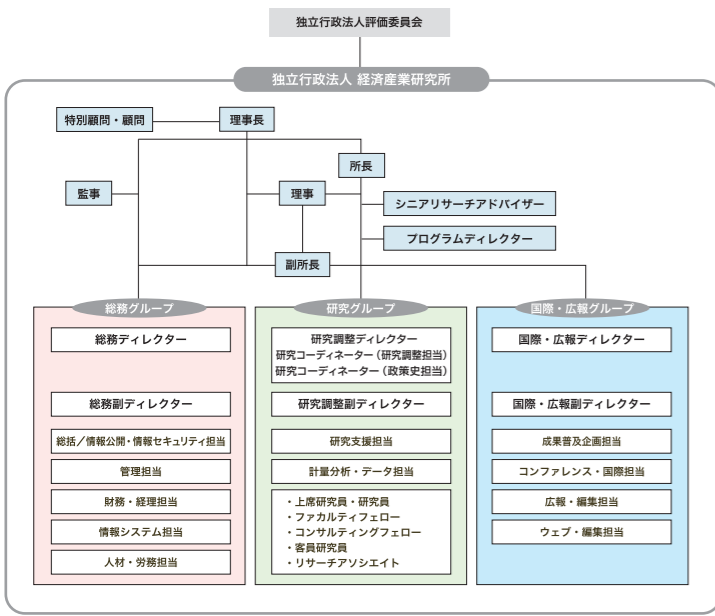 独立行政法人評価委員会
独立行政法人 経済産業研究所
特別顧問・顧問
理事長
所長
監事
理事
シニアリサーチアドバイザー
プログラムディレクター
副所長
総務グループ
総務ディレクター
総務副ディレクター
総括／情報公開・情報セキュリティ担当
管理担当
財務・経理担当
情報システム担当
人材・労務担当
研究グループ
研究調整ディレクター
研究コーディネーター（研究調整担当）
研究コーディネーター（政策史担当）
研究調整副ディレクター
研究支援担当
計量分析・データ担当
・上席研究員・研究員
・ファカルティフェロー
・コンサルティングフェロー
・客員研究員
・リサーチアソシエイト
国際・広報グループ
国際・広報ディレクター
国際・広報副ディレクター
成果普及企画担当
コンファレンス・国際担当
広報・編集担当
ウェブ・編集担当